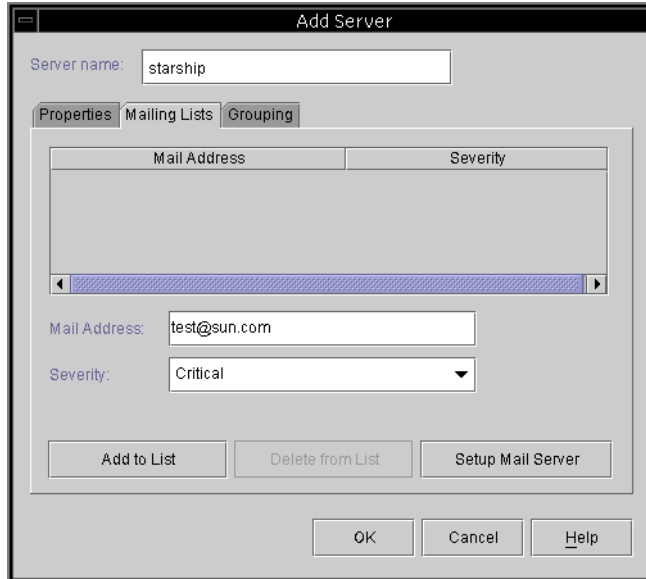 Add Server
Server name: starship
Properties Mailing Lists Grouping
Mail Address Severity
Mail Address: test@sun.com
Severity: Critical
Add to List Delete from List Setup Mail Server
OK Cancel Help